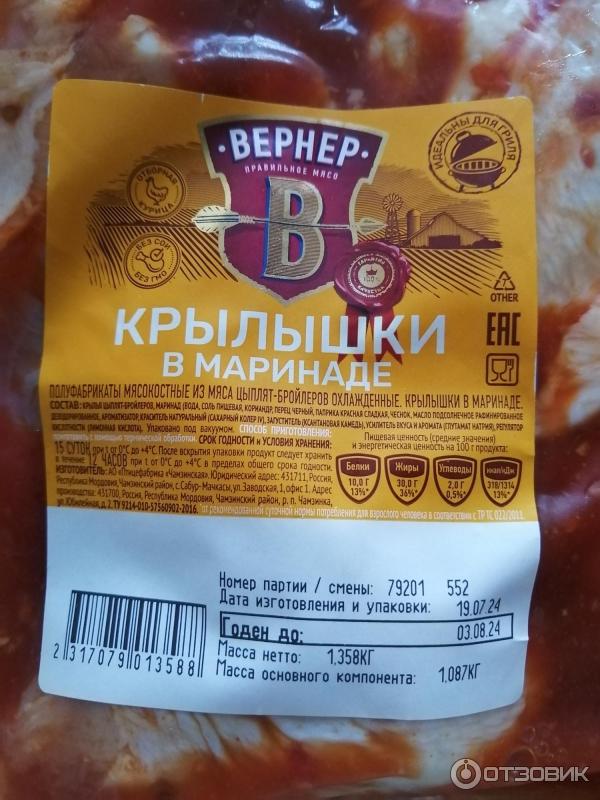 ВЕРНЕР
ПРАВИЛЬНОЕ МЯСО
В
ИДЕАЛЬНЫ ДЛЯ ГРИЛЯ
ОТБОРНАЯ КУРИЦА
БЕЗ СОИ
БЕЗ ГМО
ГАРАНТИЯ
100%
КАЧЕСТВА
OTHER
ЕАС
КРЫЛЫШКИ
В МАРИНАДЕ
ПОЛУФАБРИКАТЫ МЯСОКОСТНЫЕ ИЗ МЯСА ЦЫПЛЯТ-БРОЙЛЕРОВ ОХЛАЖДЕННЫЕ. КРЫЛЫШКИ В МАРИНАДЕ.
СОСТАВ: КРЫЛЬЯ ЦЫПЛЯТ-БРОЙЛЕРОВ, МАРИНАД (ВОДА, СОЛЬ ПИЩЕВАЯ, КОРИАНДР, ПЕРЕЦ ЧЕРНЫЙ, ПАПРИКА КРАСНАЯ СЛАДКАЯ, ЧЕСНОК, МАСЛО ПОДСОЛНЕЧНОЕ РАФИНИРОВАННОЕ
ДЕЗОДОРИРОВАННОЕ, АРОМАТИЗАТОР, КРАСИТЕЛЬ НАТУРАЛЬНЫЙ (САХАРНЫЙ КОЛЕР IV), ЗАГУСТИТЕЛЬ (КСАНТАНОВАЯ КАМЕДЬ), УСИЛИТЕЛЬ ВКУСА И АРОМАТА (ГЛУТАМАТ НАТРИЯ), РЕГУЛЯТОР
КИСЛОТНОСТИ (ЛИМОННАЯ КИСЛОТА). Упаковано под вакуумом. СПОСОБ ПРИГОТОВЛЕНИЯ:
с помощью термической обработки. СРОК ГОДНОСТИ и УСЛОВИЯ ХРАНЕНИЯ:
15 СУТОК при t от 0°С до +4°С. После вскрытия упаковки продукт следует хранить
в течение 12 ЧАСОВ при t от 0°С до +4°С в пределах общего срока годности.
ИЗГОТОВИТЕЛЬ: АО «Птицефабрика «Чамзинская». Юридический адрес: 431711, Россия,
Республика Мордовия, Чамзинский район, с. Сабур-Мачкасы, ул. Заводская, 1, офис 1. Адрес
производства: 431700, Россия, Республика Мордовия, Чамзинский район, р. п. Чамзинка,
ул. Юбилейная, д. 2. ТУ 9214-010-57560902-2016.
Пищевая ценность (средние значения)
и энергетическая ценность на 100 г продукта:
Белки Жиры Углеводы ккал/кДж
10,0 г 30,0 г 2,0 г 318/1314
13%* 36%* 0,5%* 13%*
*от рекомендованной суточной нормы потребления для взрослого человека в соответствии с ТР ТС 022/2011.
Номер партии / смены: 79201 552
Дата изготовления и упаковки: 19.07.24
Годен до: 03.08.24
Масса нетто: 1,358КГ
Масса основного компонента: 1,087КГ
2 317079 013588
ОТЗОВИК